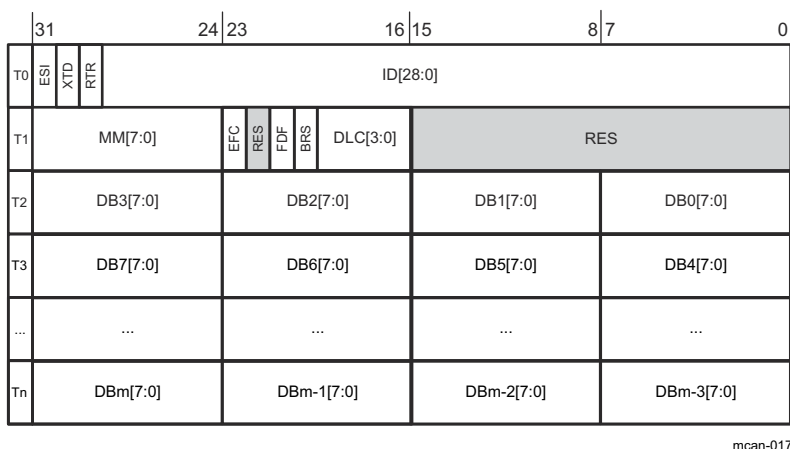 31 24 23 16 15 8 7 0
T0 ESI XTD RTR ID[28:0]
T1 MM[7:0] EFC RES FDF BRS DLC[3:0] RES
T2 DB3[7:0] DB2[7:0] DB1[7:0] DB0[7:0]
T3 DB7[7:0] DB6[7:0] DB5[7:0] DB4[7:0]
... ... ... ... ...
Tn DBm[7:0] DBm-1[7:0] DBm-2[7:0] DBm-3[7:0]
mcan-017